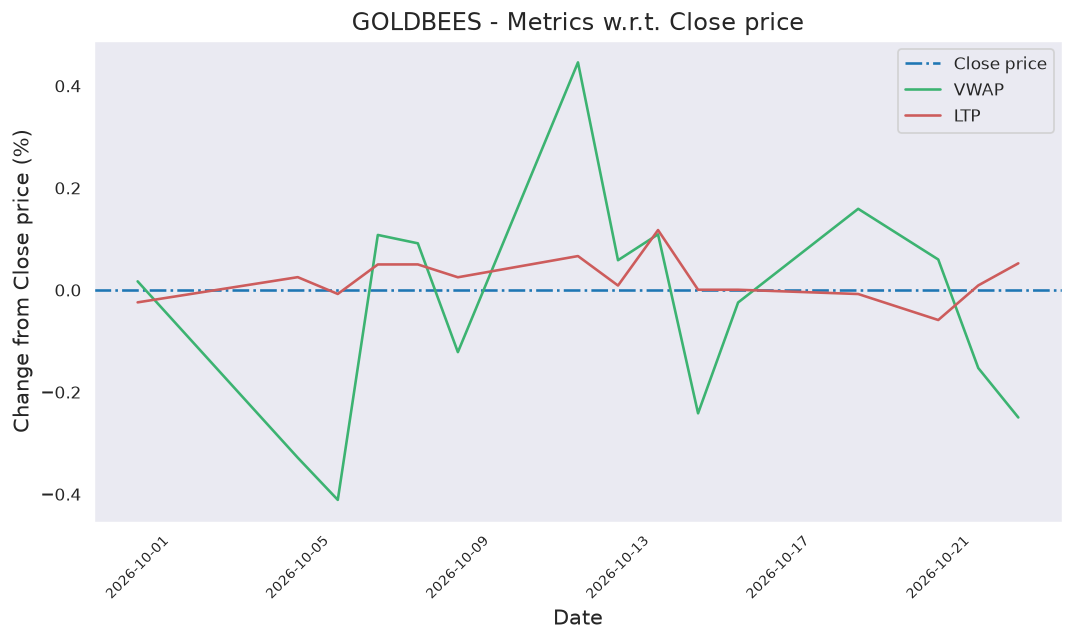 GOLDBEES - Metrics w.r.t. Close price
Close price
VWAP
LTP
Change from Close price (%)
0.4
0.2
0.0
−0.2
−0.4
2026-10-01
2026-10-05
2026-10-09
2026-10-13
2026-10-17
2026-10-21
Date